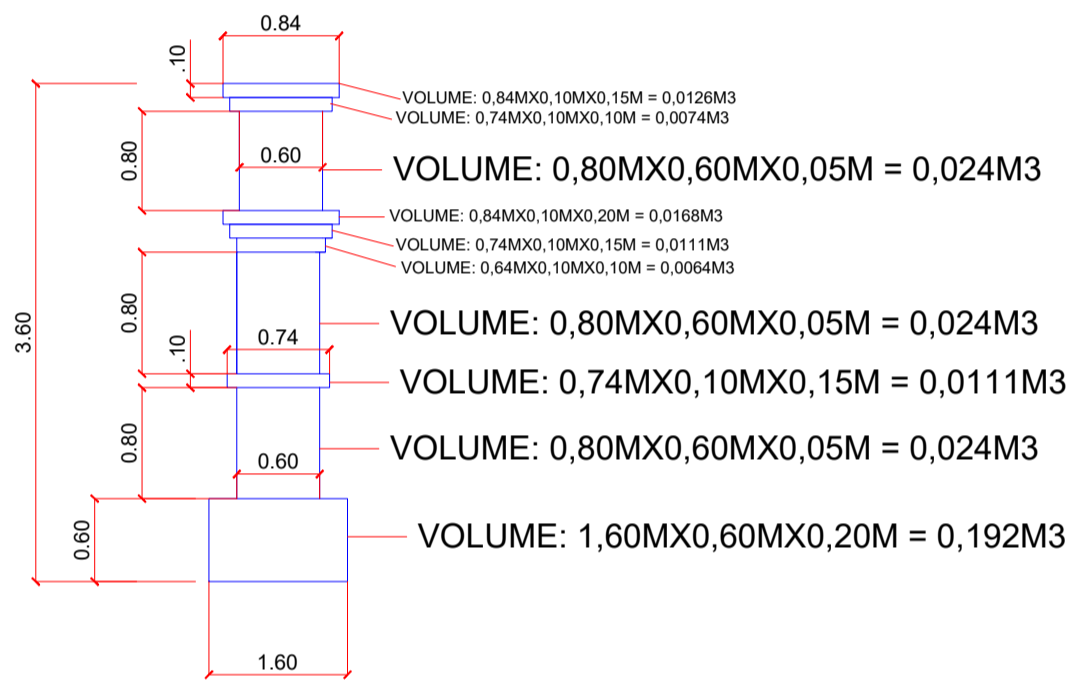 0.84
.10
VOLUME: 0,84MX0,10MX0,15M = 0,0126M3
VOLUME: 0,74MX0,10MX0,10M = 0,0074M3
0.80
0.60
VOLUME: 0,80MX0,60MX0,05M = 0,024M3
VOLUME: 0,84MX0,10MX0,20M = 0,0168M3
VOLUME: 0,74MX0,10MX0,15M = 0,0111M3
VOLUME: 0,64MX0,10MX0,10M = 0,0064M3
3.60
0.80
VOLUME: 0,80MX0,60MX0,05M = 0,024M3
.10
0.74
VOLUME: 0,74MX0,10MX0,15M = 0,0111M3
0.80
VOLUME: 0,80MX0,60MX0,05M = 0,024M3
0.60
0.60
VOLUME: 1,60MX0,60MX0,20M = 0,192M3
1.60